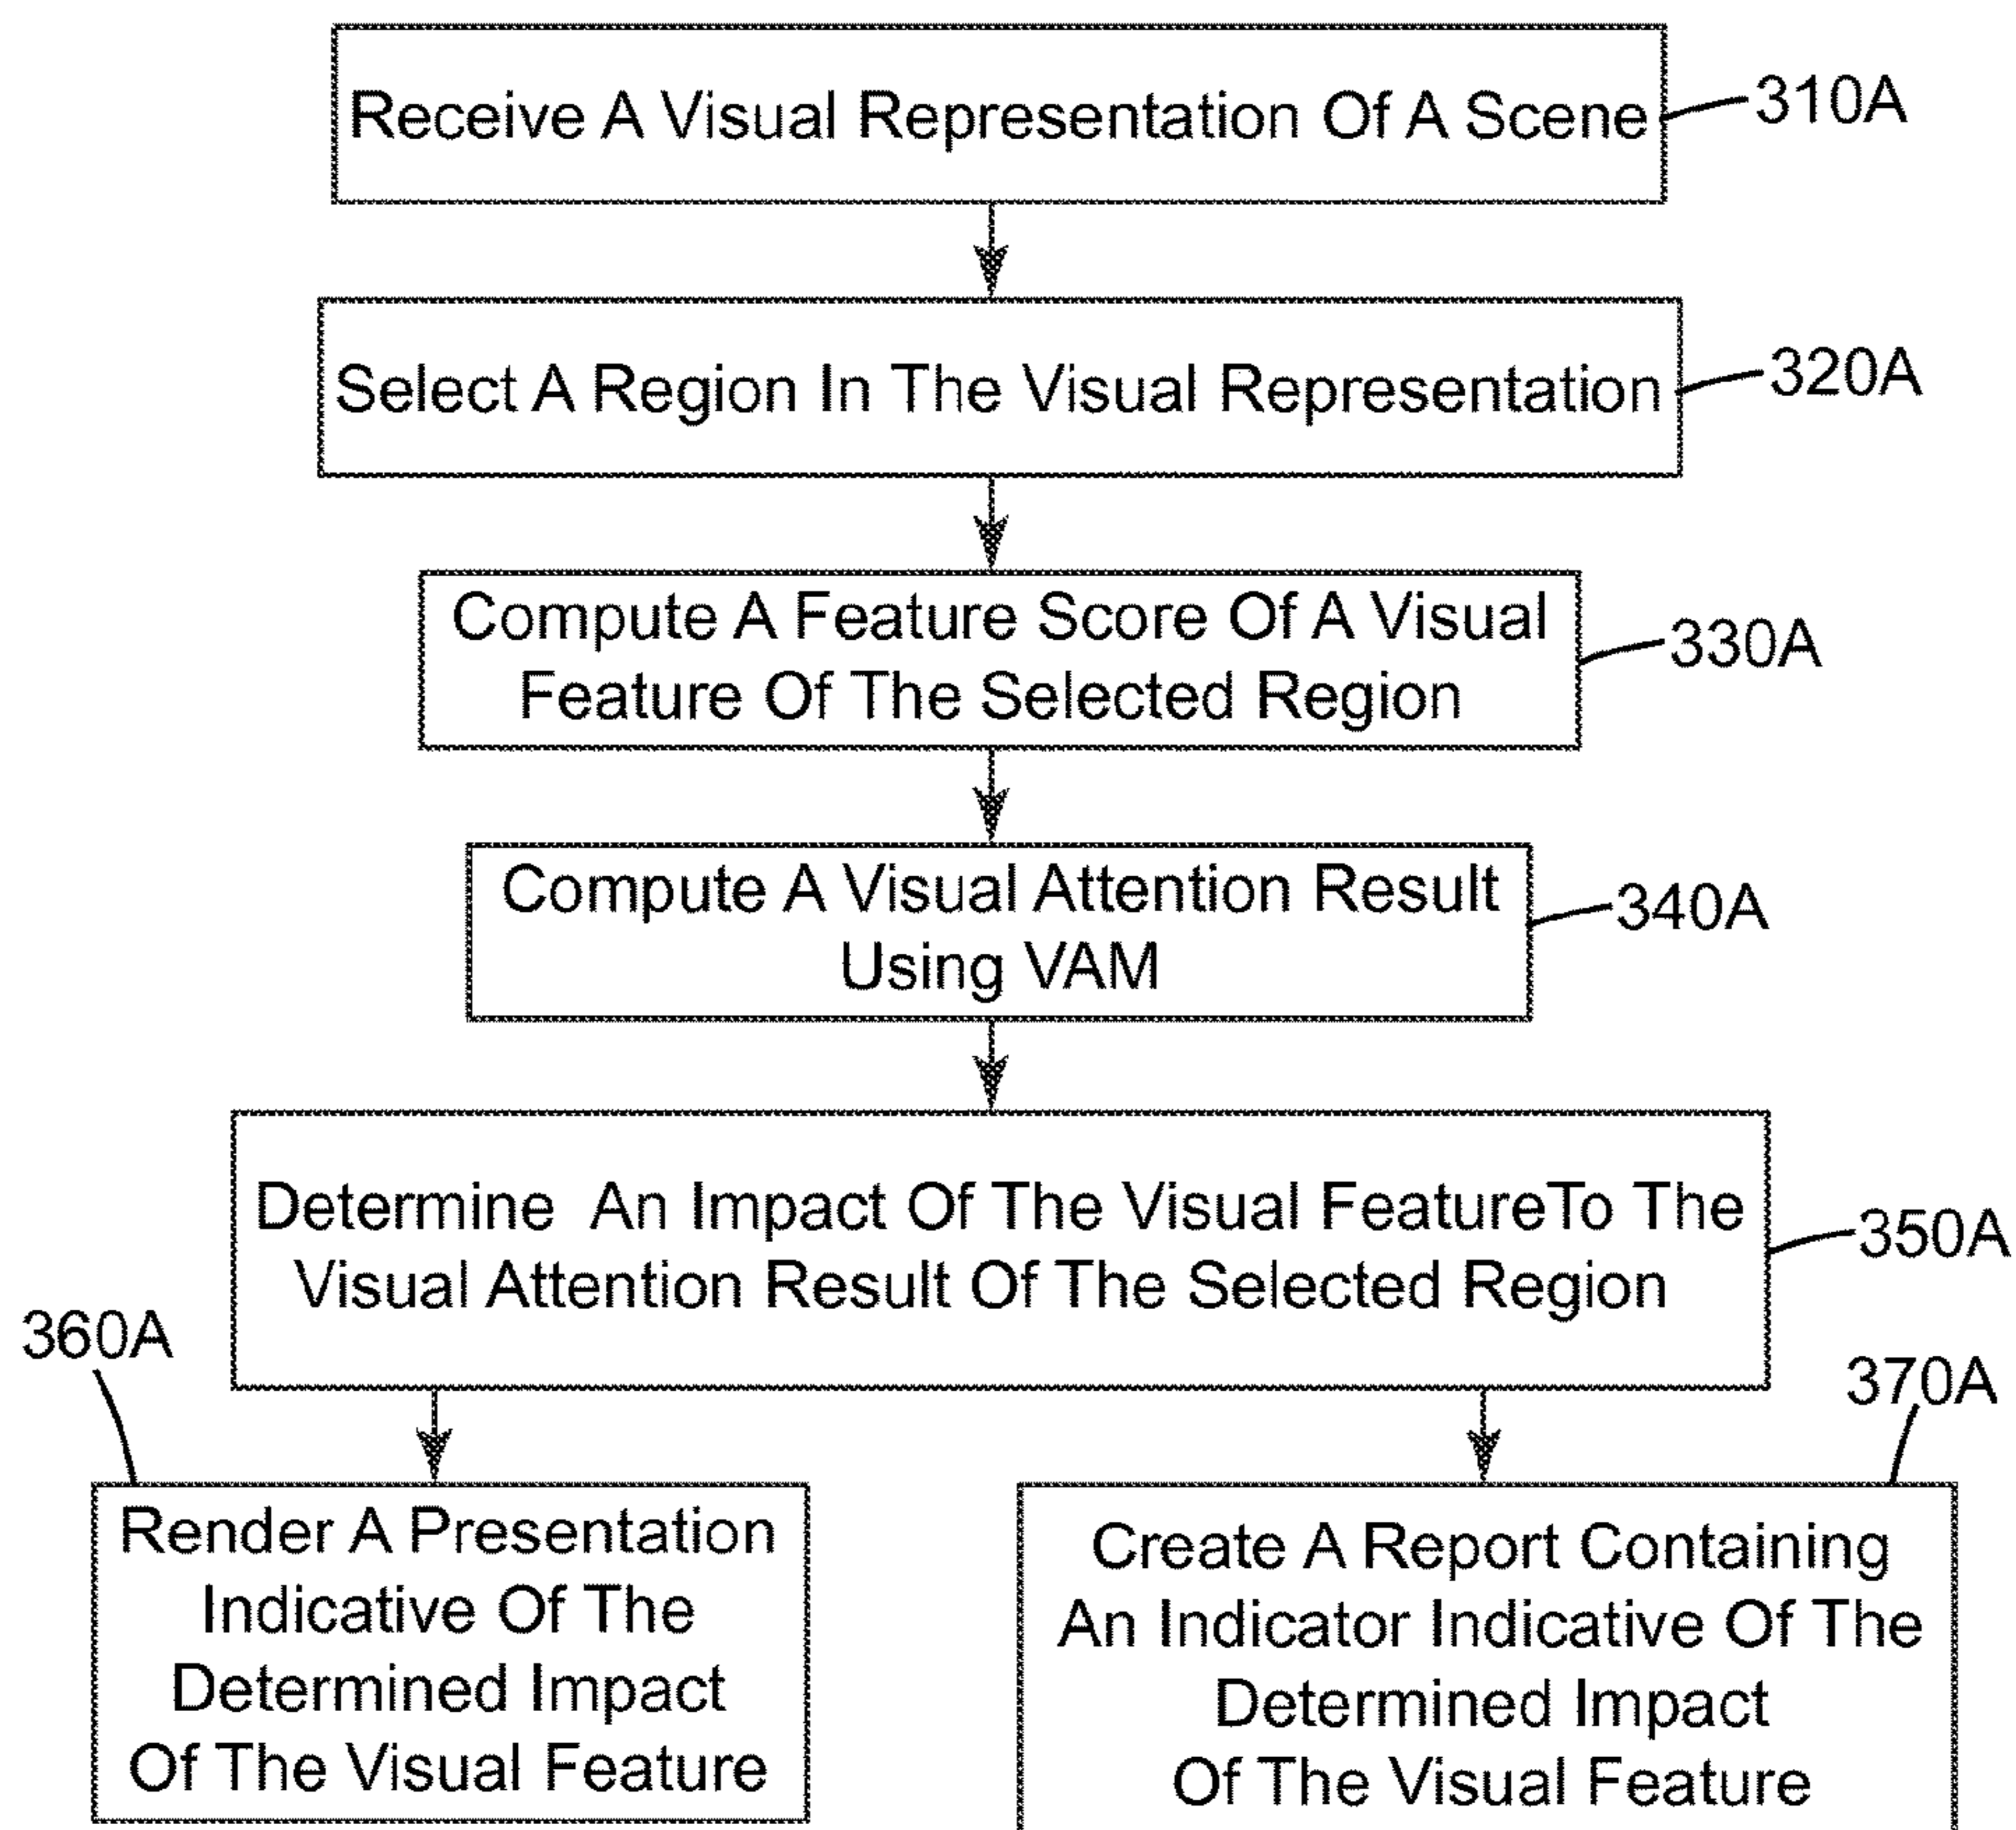 Receive A Visual Representation Of A Scene
310A
Select A Region In The Visual Representation
320A
Compute A Feature Score Of A Visual
Feature Of The Selected Region
330A
Compute A Visual Attention Result
Using VAM
340A
Determine An Impact Of The Visual FeatureTo The
Visual Attention Result Of The Selected Region
350A
360A
Render A Presentation
Indicative Of The
Determined Impact
Of The Visual Feature
370A
Create A Report Containing
An Indicator Indicative Of The
Determined Impact
Of The Visual Feature